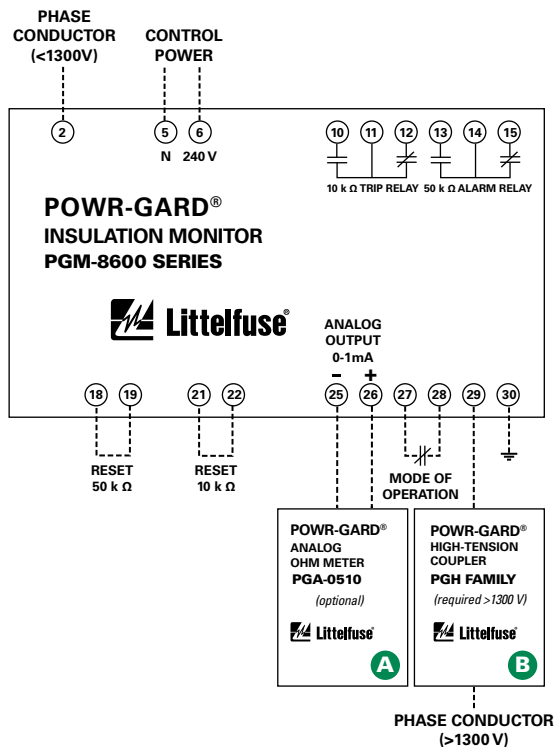 PHASE
CONDUCTOR
(<1300V)
CONTROL
POWER
2
5
6
10
11
12
13
14
15
N
240 V
10 k Ω TRIP RELAY
50 k Ω ALARM RELAY
POWR-GARD®
INSULATION MONITOR
PGM-8600 SERIES
Littelfuse®
ANALOG
OUTPUT
0-1mA
–
+
18
19
21
22
25
26
27
28
29
30
RESET
50 k Ω
RESET
10 k Ω
MODE OF
OPERATION
POWR-GARD®
ANALOG
OHM METER
PGA-0510
(optional)
Littelfuse®
A
POWR-GARD®
HIGH-TENSION
COUPLER
PGH FAMILY
(required >1300 V)
Littelfuse®
B
PHASE CONDUCTOR
(>1300 V)